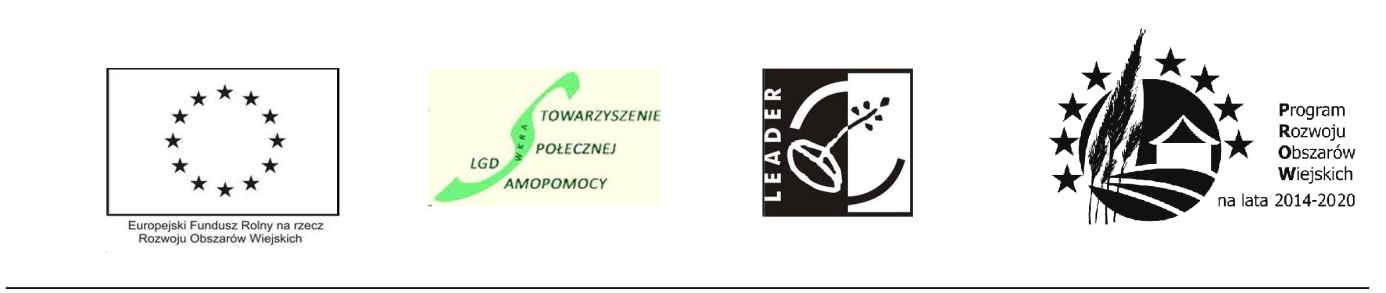 Europejski Fundusz Rolny na rzecz
Rozwoju Obszarów Wiejskich
TOWARZYSZENIE
WKRA
POŁECZNEJ
LGD
AMOPOMOCY
LEADER
Program
Rozwoju
Obszarów
Wiejskich
na lata 2014-2020